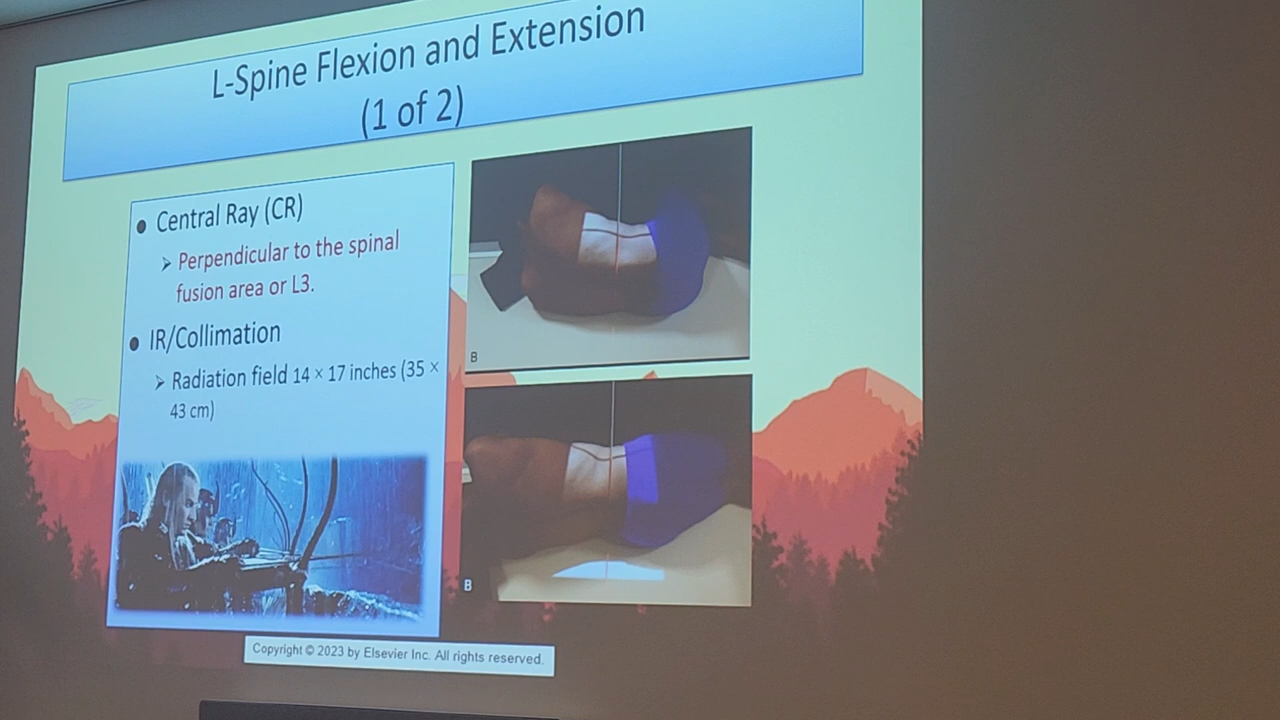 L-Spine Flexion and Extension
(1 of 2)
● Central Ray (CR)
➢ Perpendicular to the spinal
fusion area or L3.
● IR/Collimation
➢ Radiation field 14 × 17 inches (35 ×
43 cm)
B
B
Copyright © 2023 by Elsevier Inc. All rights reserved.